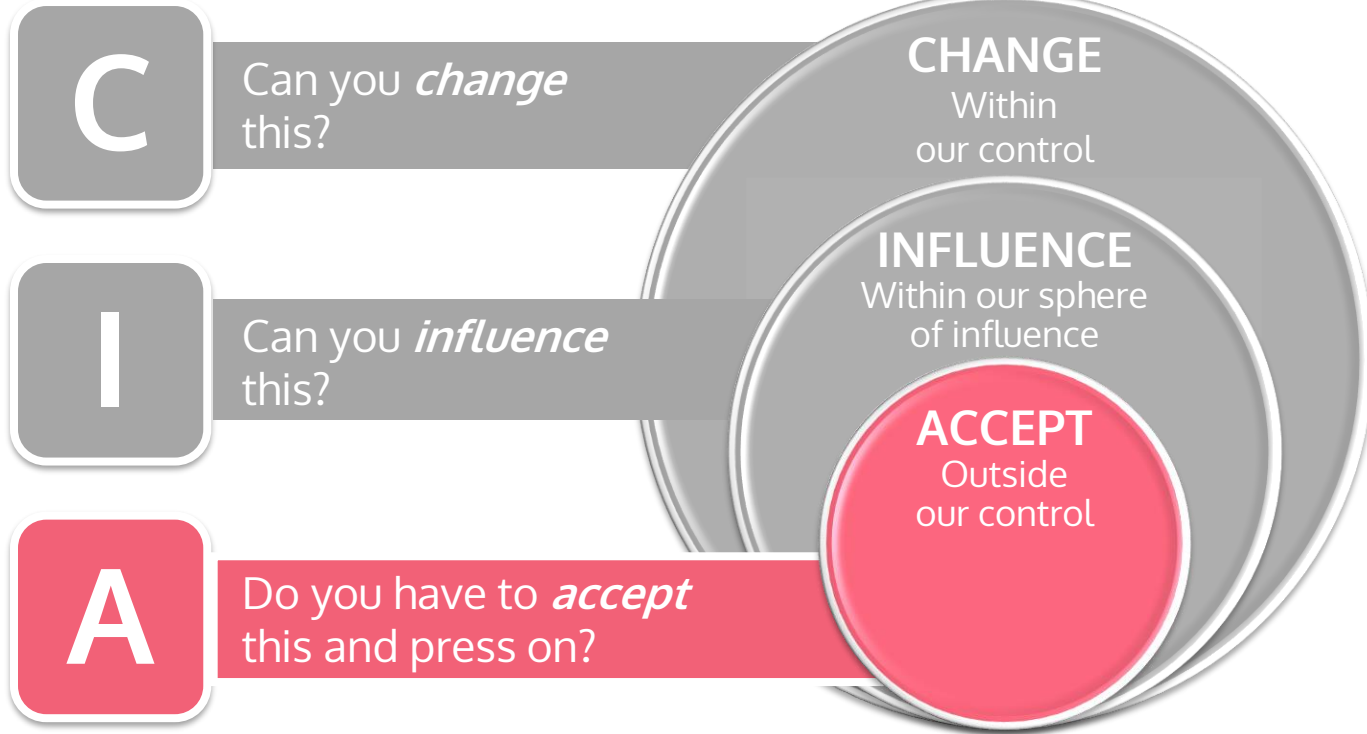 C
Can you change
this?
I
Can you influence
this?
A
Do you have to accept
this and press on?
CHANGE
Within
our control
INFLUENCE
Within our sphere
of influence
ACCEPT
Outside
our control